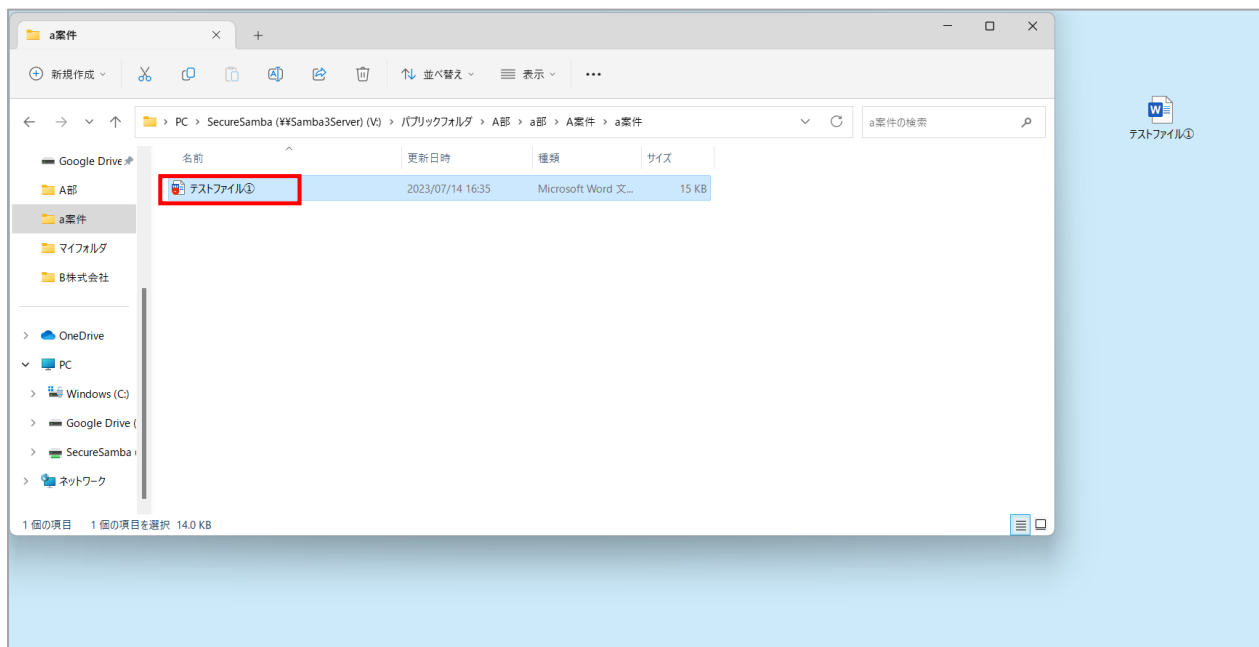 a案件
新規作成
並べ替え
表示
PC > SecureSamba (¥¥Samba3Server) (V:) > パブリックフォルダ > A部 > a部 > A案件 > a案件
a案件の検索
テストファイル①
名前
更新日時
種類
サイズ
テストファイル①
2023/07/14 16:35
Microsoft Word 文...
15 KB
Google Drive
A部
a案件
マイフォルダ
B株式会社
OneDrive
PC
Windows (C:)
Google Drive (
SecureSamba (
ネットワーク
1 個の項目
1 個の項目を選択 14.0 KB